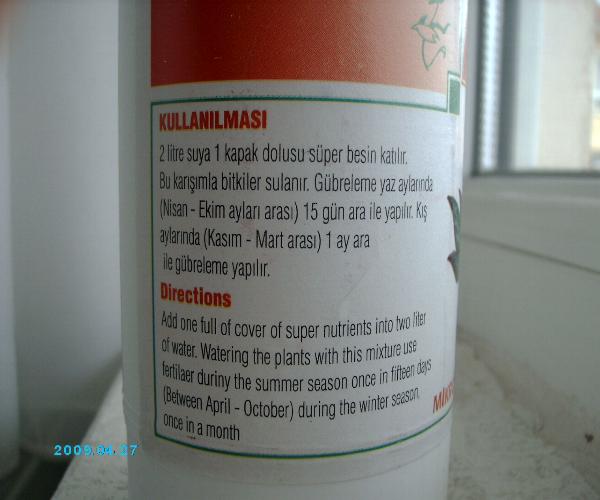 KULLANILMASI
2 litre suya 1 kapak dolusu süper besin katılır.
Bu karışımla bitkiler sulanır. Gübreleme yaz aylarında
(Nisan - Ekim ayları arası) 15 gün ara ile yapılır. Kış
aylarında (Kasım - Mart arası) 1 ay ara
ile gübreleme yapılır.
Directions
Add one full of cover of super nutrients into two liter
of water. Watering the plants with this mixture use
fertilaer duriny the summer season once in fifteen days
(Between April - October) during the winter season,
once in a month
2009.04.27